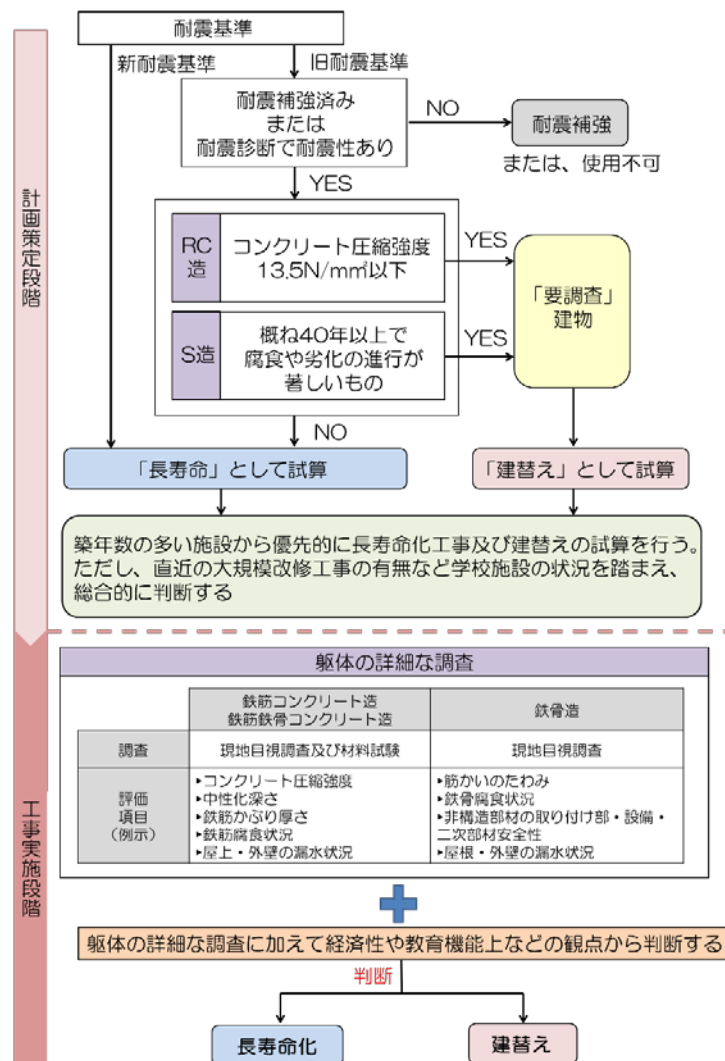 耐震基準
新耐震基準
旧耐震基準
耐震補強済み
または
耐震診断で耐震性あり
NO
耐震補強
または、使用不可
YES
計画策定段階
RC
造
コンクリート圧縮強度
13.5N/㎟以下
YES
「要調査」
建物
S造
概ね40年以上で
腐食や劣化の進行が
著しいもの
YES
NO
「長寿命」として試算
「建替え」として試算
築年数の多い施設から優先的に長寿命化工事及び建替えの試算を行う。
ただし、直近の大規模改修工事の有無など学校施設の状況を踏まえ、
総合的に判断する
工事実施段階
躯体の詳細な調査
鉄筋コンクリート造
鉄筋鉄骨コンクリート造
鉄骨造
調査
現地目視調査及び材料試験
現地目視調査
評価
項目
(例示)
▸コンクリート圧縮強度
▸中性化深さ
▸鉄筋かぶり厚さ
▸鉄筋腐食状況
▸屋上・外壁の漏水状況
▸筋かいのたわみ
▸鉄骨腐食状況
▸非構造部材の取り付け部・設備・
二次部材安全性
▸屋根・外壁の漏水状況
躯体の詳細な調査に加えて経済性や教育機能上などの観点から判断する
判断
長寿命化
建替え